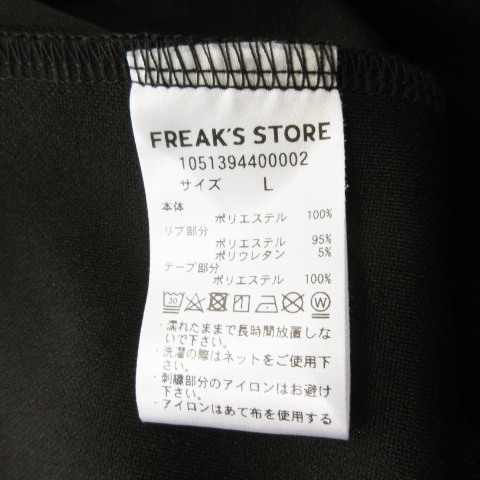 FREAK'S STORE
1051394400002
サイズ L
本体
ポリエステル 100%
リブ部分
ポリエステル 95%
ポリウレタン 5%
テープ部分
ポリエステル 100%
30 W
・濡れたままで長時間放置しな
いで下さい。
・洗濯の際はネットをご使用下
さい。
・刺繍部分のアイロンはお避け
下さい。
・アイロンはあて布を使用する